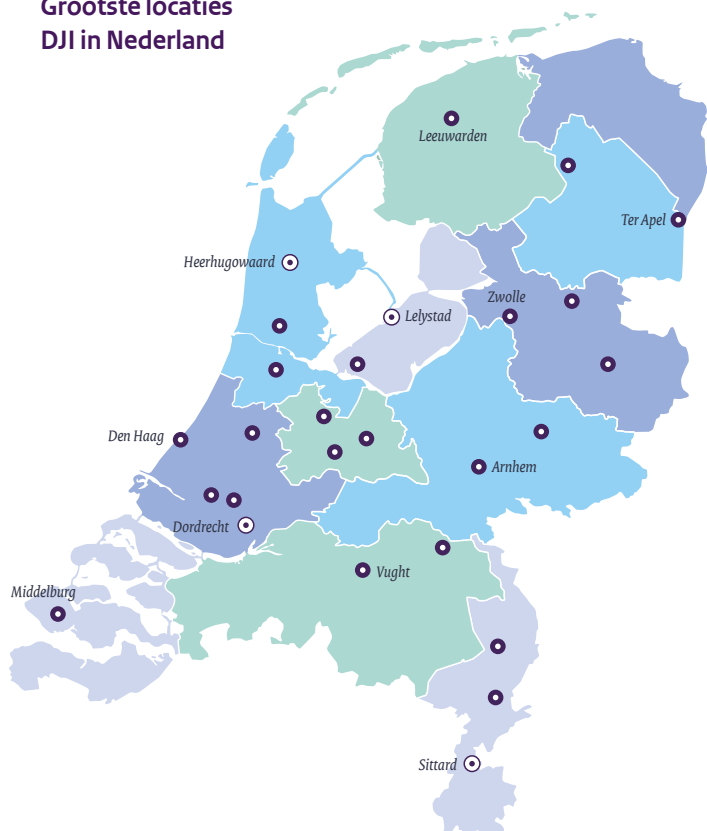 Grootste locaties
DJI in Nederland
Leeuwarden
Ter Apel
Heerhugowaard
Zwolle
Lelystad
Den Haag
Arnhem
Dordrecht
Vught
Middelburg
Sittard